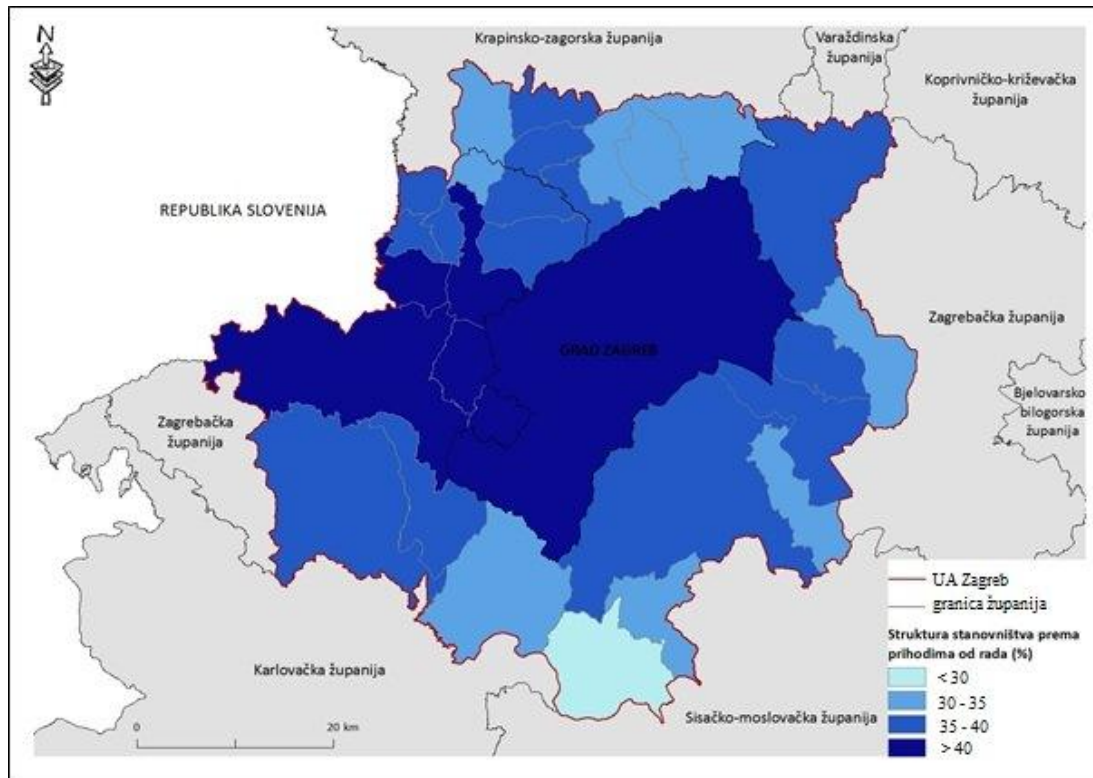 N
Krapinsko-zagorska županija
Varaždinska
županija
Koprivničko-križevačka
županija
REPUBLIKA SLOVENIJA
Zagrebačka županija
GRAD ZAGREB
Bjelovarsko
bilogorska
županija
Zagrebačka
županija
Karlovačka županija
Sisačko-moslovačka županija
0
20 km
UA Zagreb
granica županija
Struktura stanovništva prema
prihodima od rada (%)
< 30
30 - 35
35 - 40
> 40